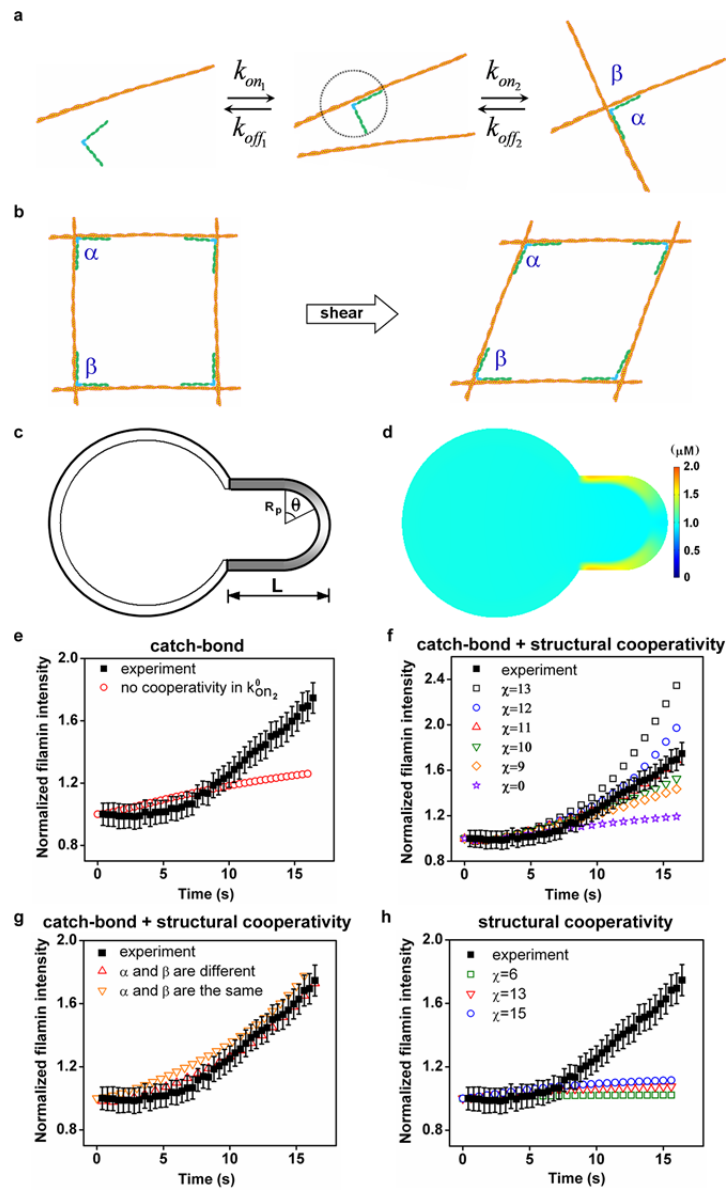 a
k_on1
k_off1
k_on2
k_off2
β
α
b
α
β
shear
α
β
c
R_p
θ
L
d
(μM)
2.0
1.5
1.0
0.5
0
e
catch-bond
2.0
1.6
1.2
0.8
Normalized filamin intensity
experiment
no cooperativity in k^0_on2
0 5 10 15
Time (s)
f
catch-bond + structural cooperativity
2.4
2.0
1.6
1.2
0.8
Normalized filamin intensity
experiment
χ=13
χ=12
χ=11
χ=10
χ=9
χ=0
0 5 10 15
Time (s)
g
catch-bond + structural cooperativity
2.0
1.6
1.2
0.8
Normalized filamin intensity
experiment
α and β are different
α and β are the same
0 5 10 15
Time (s)
h
structural cooperativity
2.0
1.6
1.2
0.8
Normalized filamin intensity
experiment
χ=6
χ=13
χ=15
0 5 10 15
Time (s)